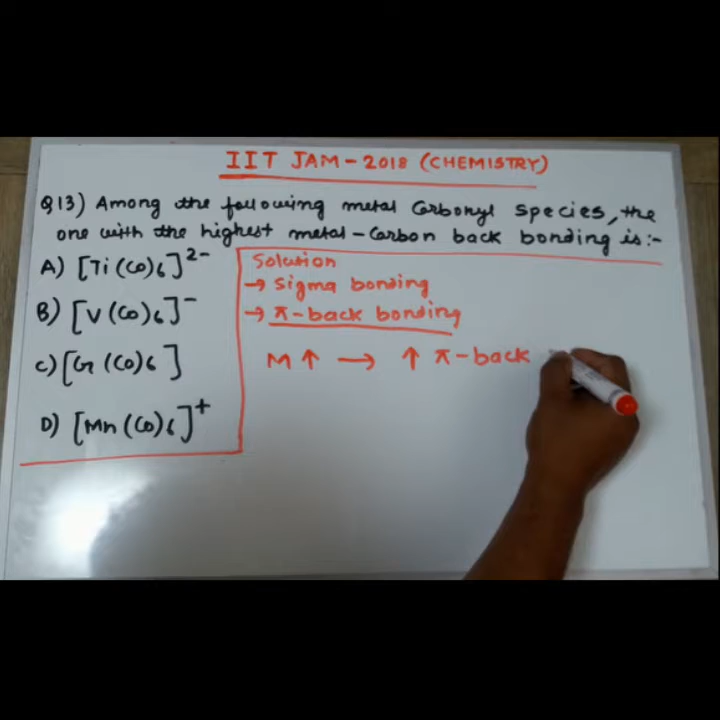 IIT JAM-2018 (CHEMISTRY)
Q13) Among the following metal Carbonyl species, the
one with the highest metal-Carbon back bonding is:-
A) [Ti(CO)6]2-
B) [V(CO)6]-
C) [Cr(CO)6]
D) [Mn(CO)6]+
Solution
→ Sigma bonding
→ π-back bonding
M↑ → ↑ π-back